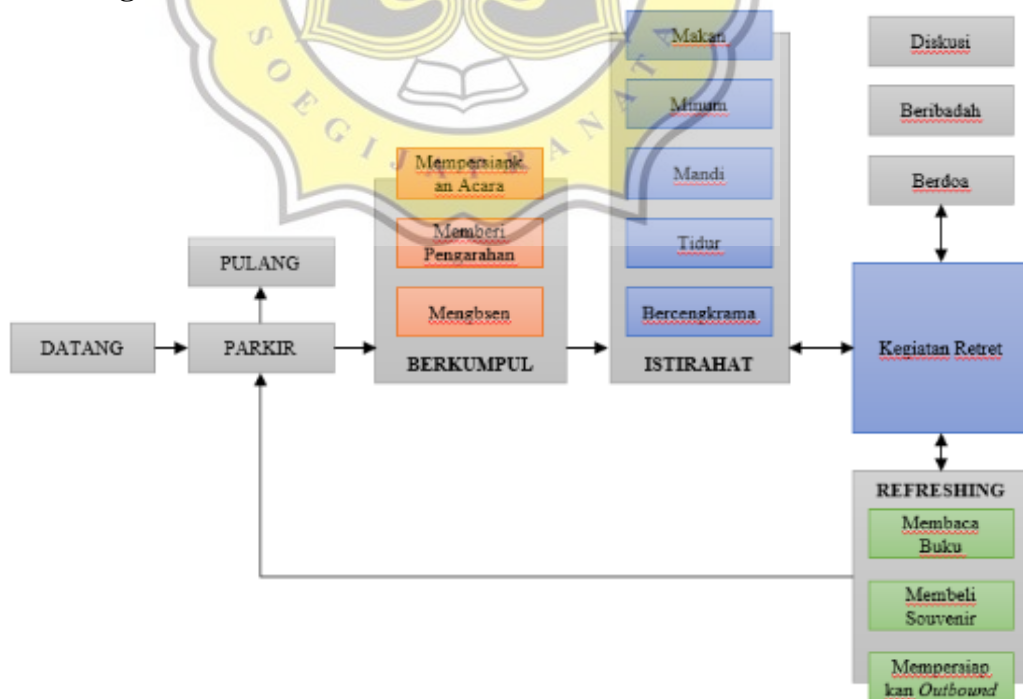 SOEGIJAPRANATA
Makan
Minum
Mandi
Tidur
Bercengkrama
ISTIRAHAT
Diskusi
Beribadah
Berdoa
Mempersiapk
an Acara
Memberi
Pengarahan
Mengbsen
BERKUMPUL
PULANG
DATANG
PARKIR
Kegiatan Retret
REFRESHING
Membaca
Buku
Membeli
Souvenir
Mempersiap
kan Outbound